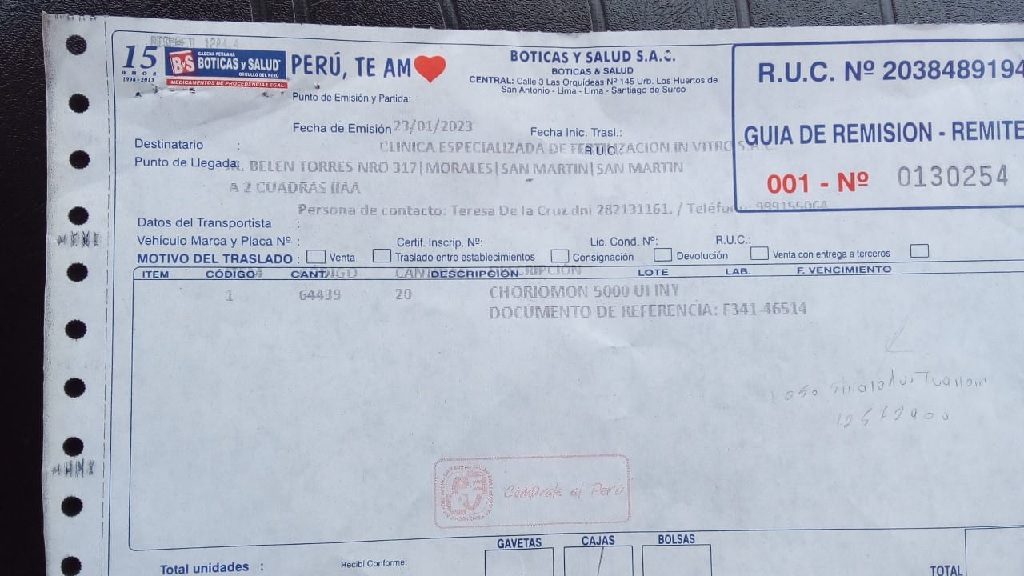 15
AÑOS
B·S BOTICAS Y SALUD
PERÚ, TE AM
BOTICAS Y SALUD S.A.C.
BOTICAS & SALUD
CENTRAL: Calle 3 Las Orquídeas Nº 145 Urb. Los Huertos de
San Antonio - Lima - Lima - Santiago de Surco
R.U.C. Nº 2038489194
GUIA DE REMISION - REMITE
001 - Nº 0130254
Punto de Emisión y Partida
Fecha de Emisión 23/01/2023
Fecha Inic. Trasl.:
Destinatario :
CLINICA ESPECIALIZADA DE FERTILIZACION IN VITRO
R.U.C.
Punto de Llegada: BELEN TORRES NRO 317|MORALES|SAN MARTIN|SAN MARTIN
A 2 CUADRAS IIAA
Persona de contacto: Teresa De la Cruz dni 282131161. / Teléfu
Datos del Transportista :
Vehículo Marca y Placa Nº :
Certif. Inscrip. Nº:
Lic. Cond. Nº:
R.U.C.:
MOTIVO DEL TRASLADO : Venta Traslado entre establecimientos Consignación Devolución Venta con entrega a terceros
ITEM CÓDIGO CANT. DESCRIPCIÓN LOTE LAB. F. VENCIMIENTO
1 64439 20 CHORIOMON 5000 UI INY
DOCUMENTO DE REFERENCIA: F341-46514
Total unidades :
Recibí Conforme
GAVETAS CAJAS BOLSAS
TOTAL